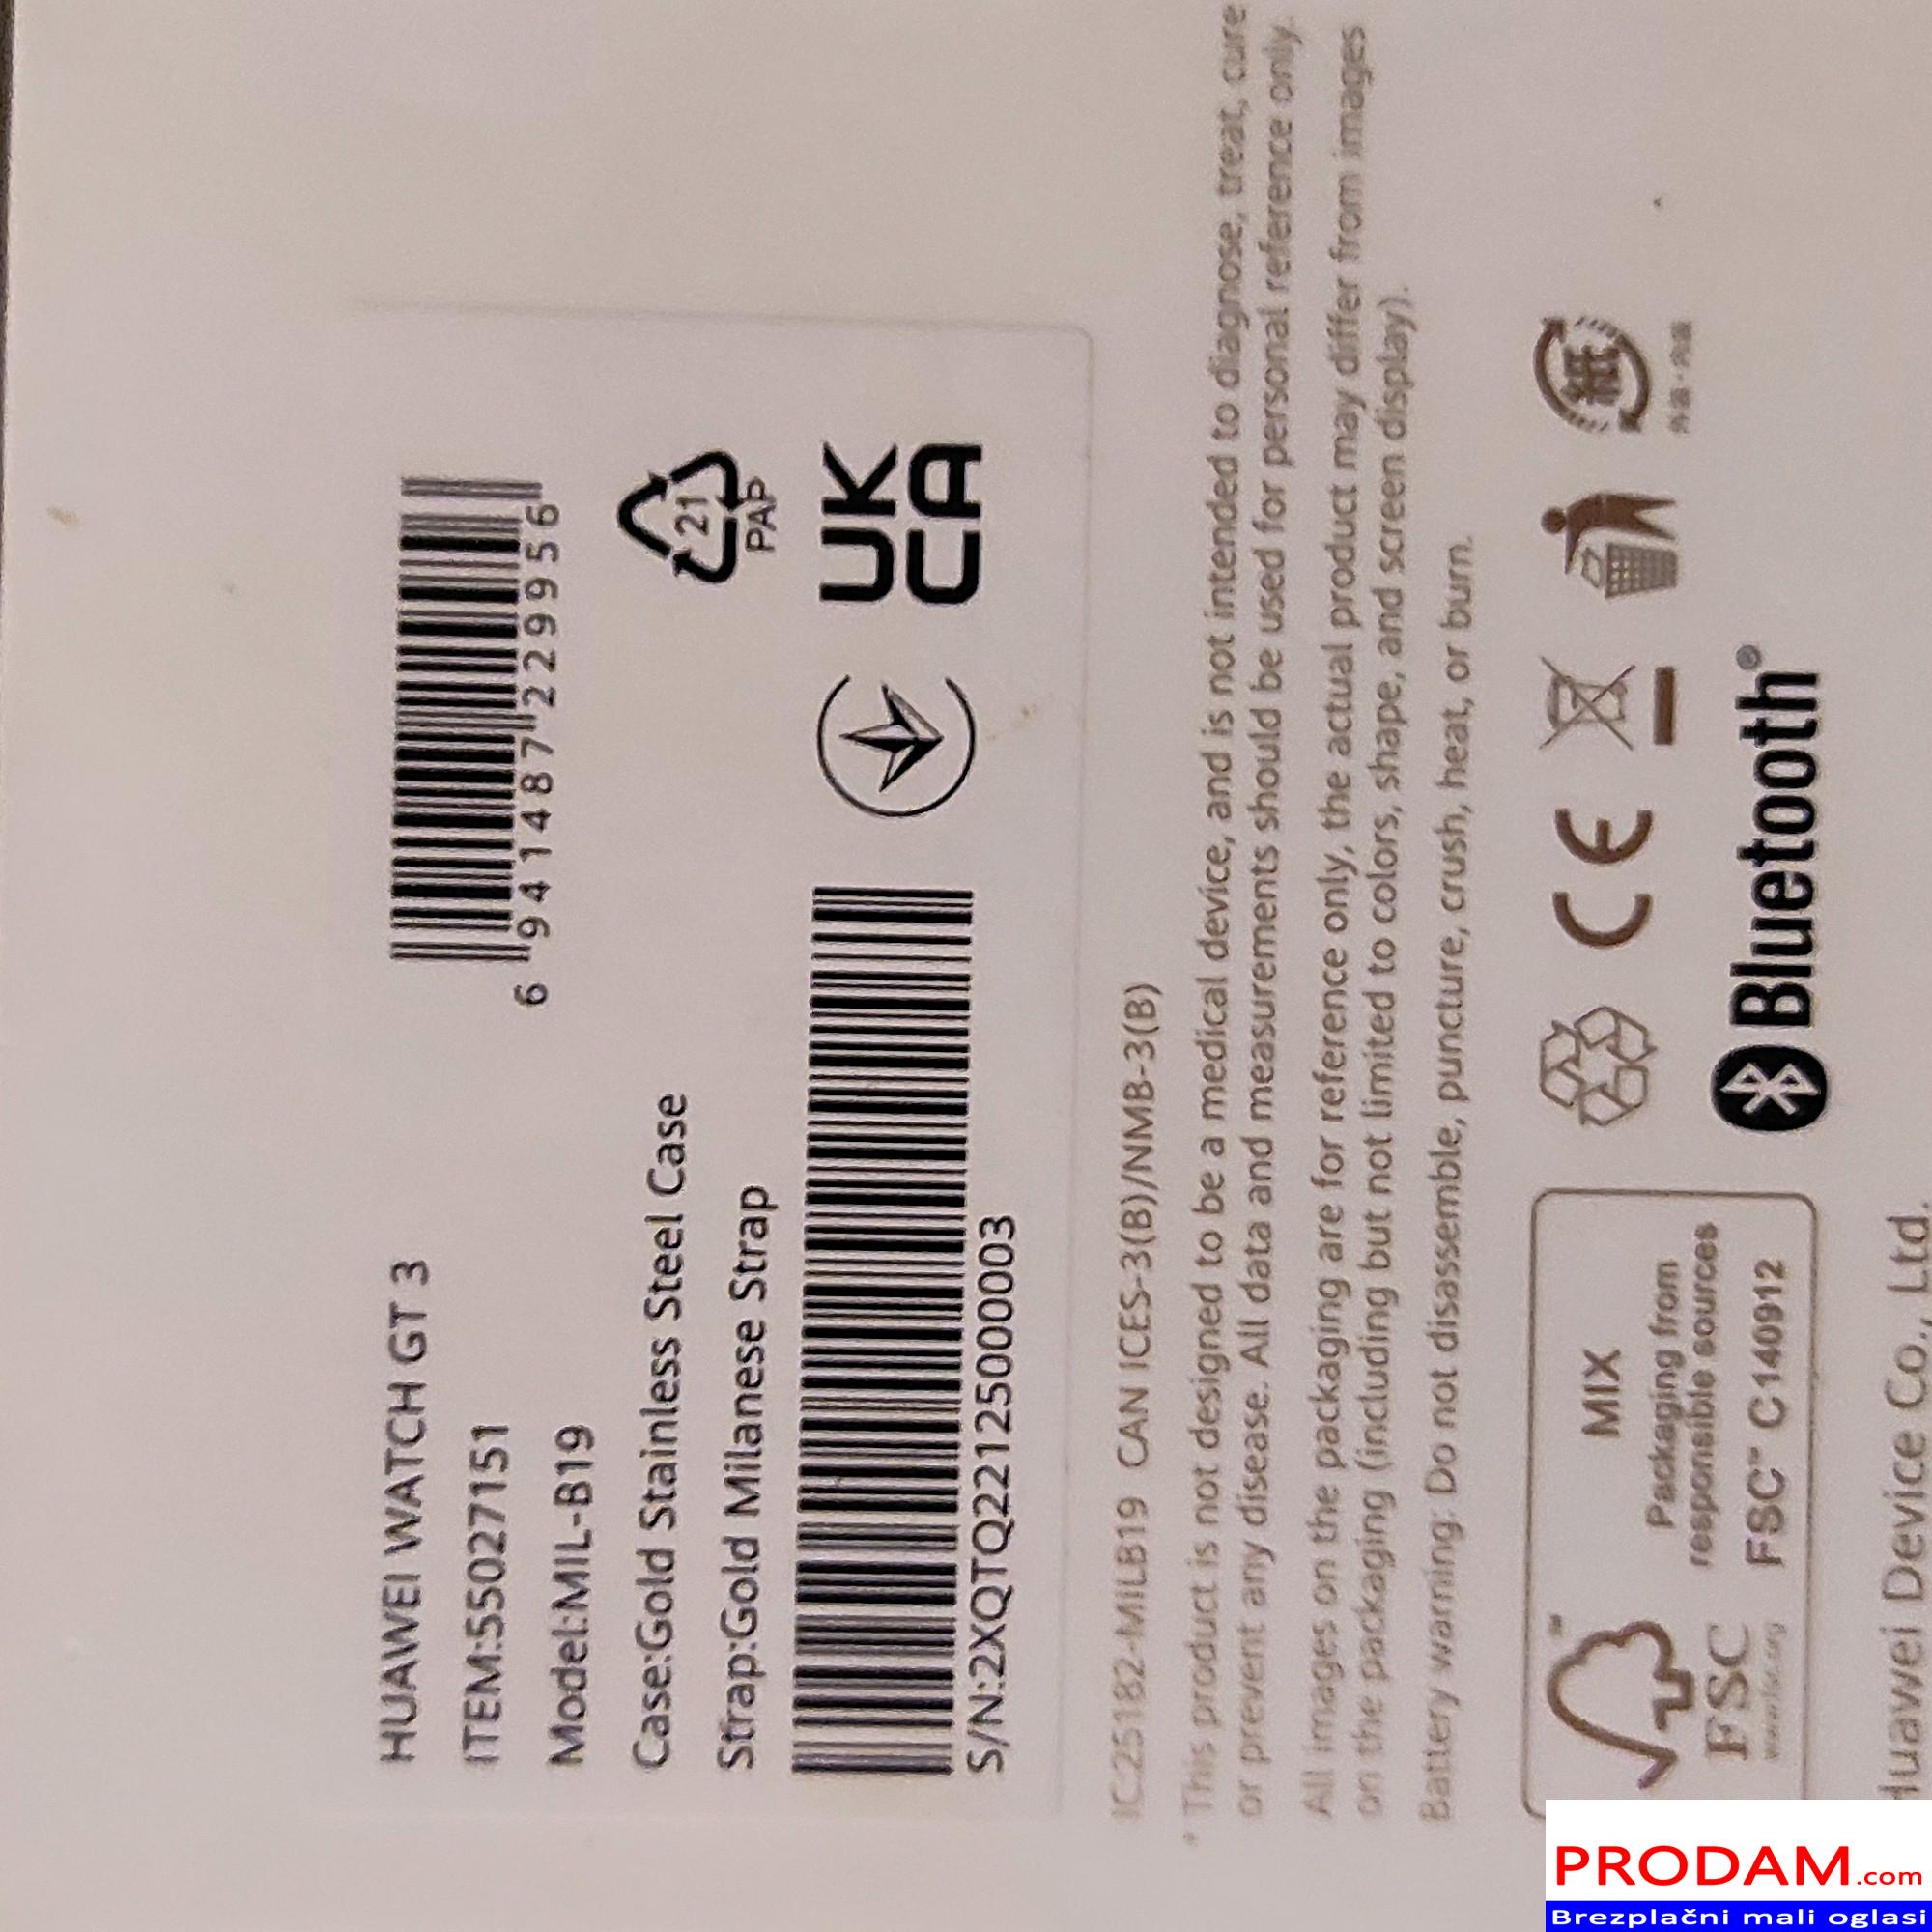 HUAWEI WATCH GT 3
ITEM:55027151
Model:MIL-B19
Case:Gold Stainless Steel Case
Strap:Gold Milanese Strap
6 941487 229956
21
PAP
S/N:2XQTQ22125000003
UK
CA
IC:25182-MILB19 CAN ICES-3(B)/NMB-3(B)
* This product is not designed to be a medical device, and is not intended to diagnose, treat, cure
or prevent any disease. All data and measurements should be used for personal reference only.
All images on the packaging are for reference only, the actual product may differ from images
on the packaging (including but not limited to colors, shape, and screen display).
Battery warning: Do not disassemble, puncture, crush, heat, or burn.
FSC
www.fsc.org
MIX
Packaging from
responsible sources
FSC™ C140912
CE
紙
Bluetooth®
Huawei Device Co., Ltd.
PRODAM.com
Brezplačni mali oglasi